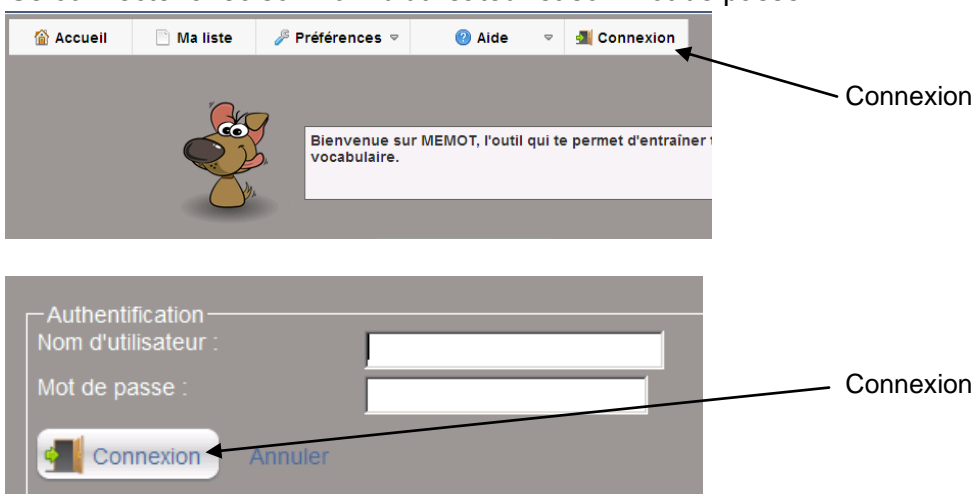 Accueil Ma liste Préférences Aide Connexion
Connexion
Bienvenue sur MEMOT, l'outil qui te permet d'entraîner
vocabulaire.
Authentification
Nom d'utilisateur :
Mot de passe :
Connexion
Connexion Annuler